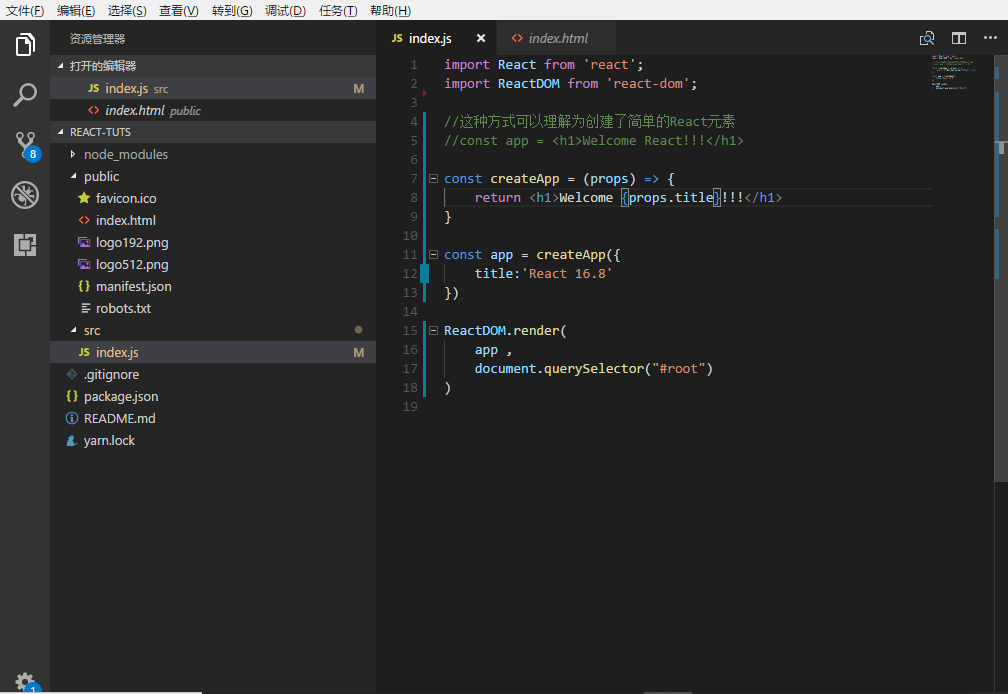 文件(F) 编辑(E) 选择(S) 查看(V) 转到(G) 调试(D) 任务(T) 帮助(H)
资源管理器
打开的编辑器
JS index.js src M
<> index.html public
REACT-TUTS
node_modules
public
favicon.ico
<> index.html
logo192.png
logo512.png
{} manifest.json
robots.txt
src
JS index.js M
.gitignore
{} package.json
README.md
yarn.lock
8
1
JS index.js × <> index.html
1 import React from 'react';
2 import ReactDOM from 'react-dom';
3
4 //这种方式可以理解为创建了简单的React元素
5 //const app = <h1>Welcome React!!!</h1>
6
7 const createApp = (props) => {
8 return <h1>Welcome {props.title}!!!</h1>
9 }
10
11 const app = createApp({
12 title:'React 16.8'
13 })
14
15 ReactDOM.render(
16 app ,
17 document.querySelector("#root")
18 )
19